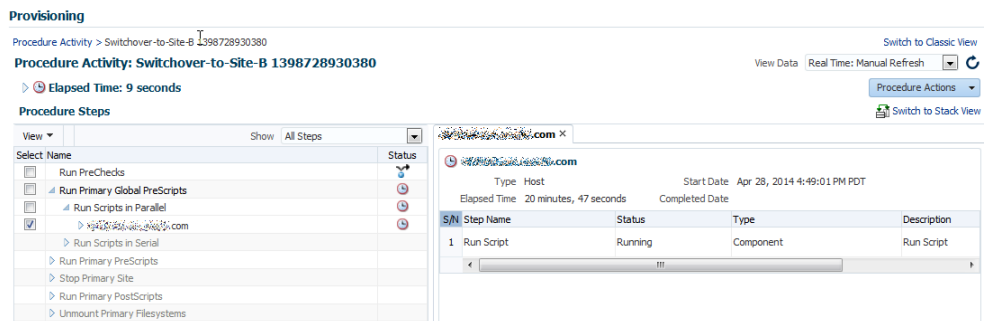 Provisioning
Procedure Activity > Switchover-to-Site-B 1398728930380
Switch to Classic View
Procedure Activity: Switchover-to-Site-B 1398728930380
View Data Real Time: Manual Refresh
Elapsed Time: 9 seconds
Procedure Actions
Procedure Steps
Switch to Stack View
View
Show All Steps
Select Name Status
Run PreChecks
Run Primary Global PreScripts
Run Scripts in Parallel
.com
Run Scripts in Serial
Run Primary PreScripts
Stop Primary Site
Run Primary PostScripts
Unmount Primary Filesystems
.com
.com
Type Host
Start Date Apr 28, 2014 4:49:01 PM PDT
Elapsed Time 20 minutes, 47 seconds
Completed Date
S/N Step Name Status Type Description
1 Run Script Running Component Run Script